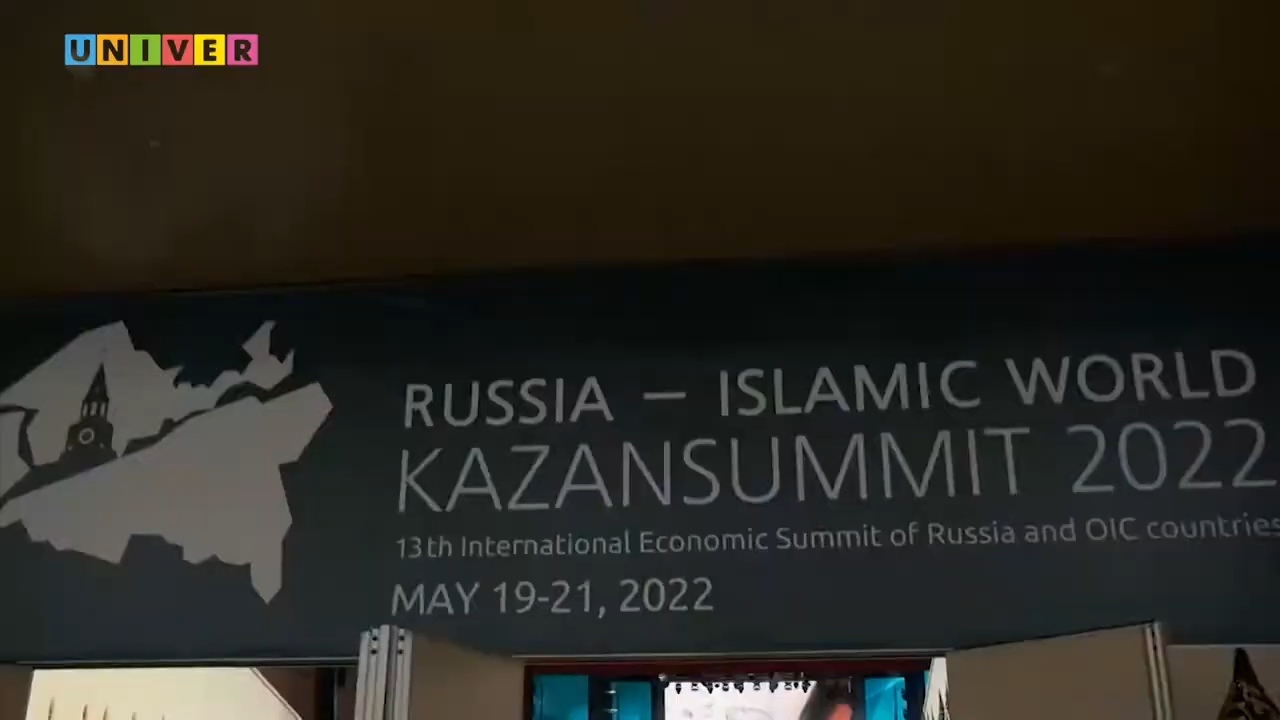 UNIVER
RUSSIA – ISLAMIC WORLD
KAZANSUMMIT 2022
13th International Economic Summit of Russia and OIC countries
MAY 19-21, 2022